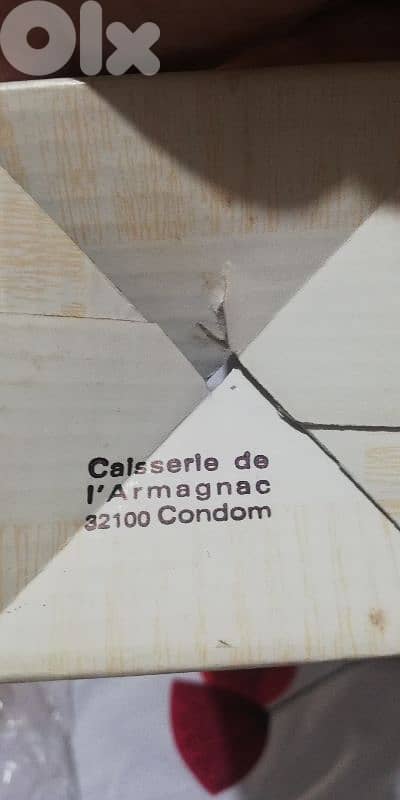 Olx
Caisserie de
l'Armagnac
32100 Condom